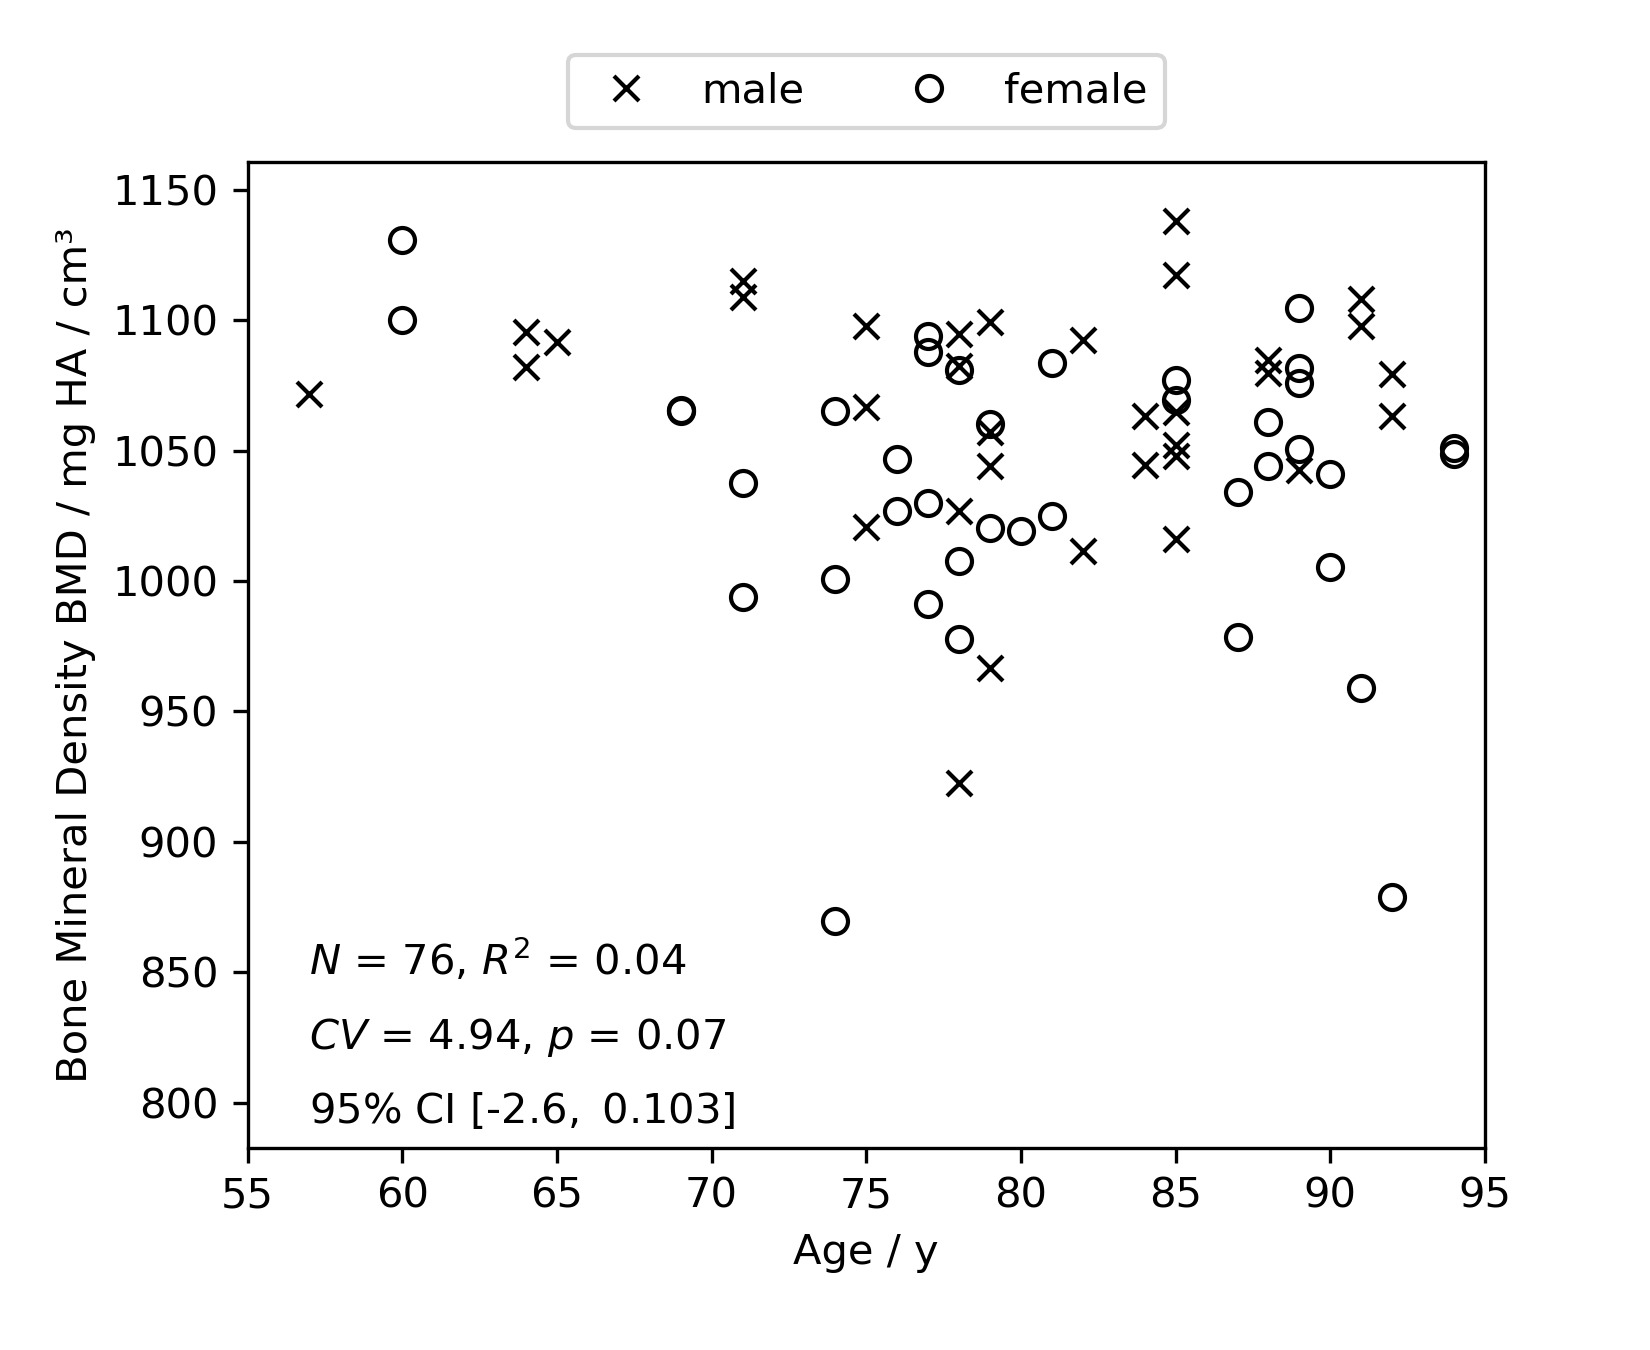 male female
Bone Mineral Density BMD / mg HA / cm³
1150
1100
1050
1000
950
900
850
800
N = 76, R² = 0.04
CV = 4.94, p = 0.07
95% CI [-2.6, 0.103]
55 60 65 70 75 80 85 90 95
Age / y